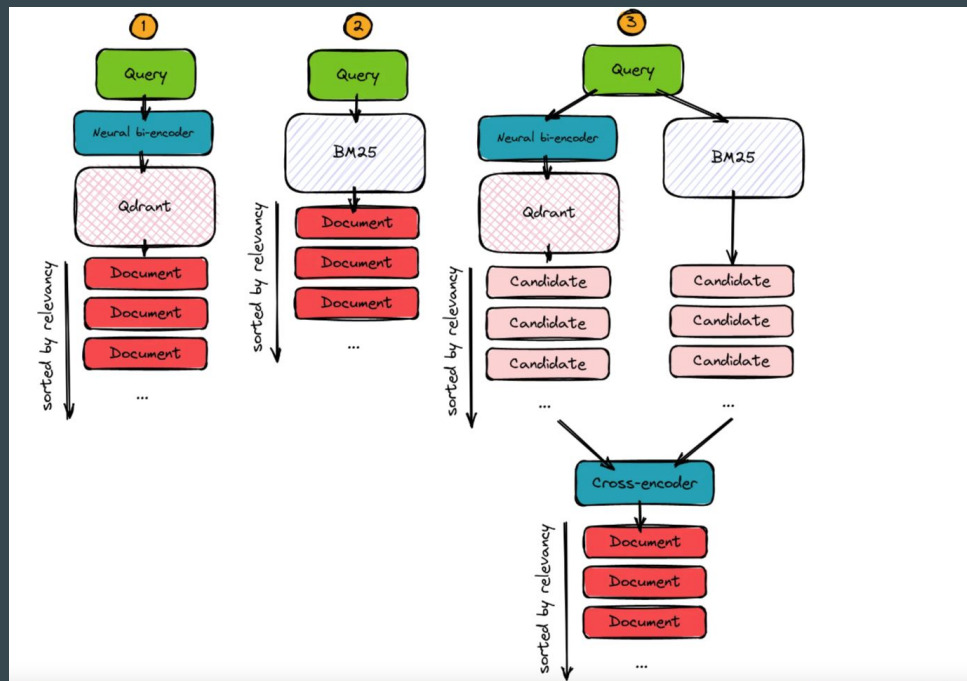 1
Query
Neural bi-encoder
Qdrant
sorted by relevancy
Document
Document
Document
...
2
Query
BM25
sorted by relevancy
Document
Document
Document
...
3
Query
Neural bi-encoder
BM25
Qdrant
sorted by relevancy
Candidate
Candidate
Candidate
...
Candidate
Candidate
Candidate
...
Cross-encoder
sorted by relevancy
Document
Document
Document
...